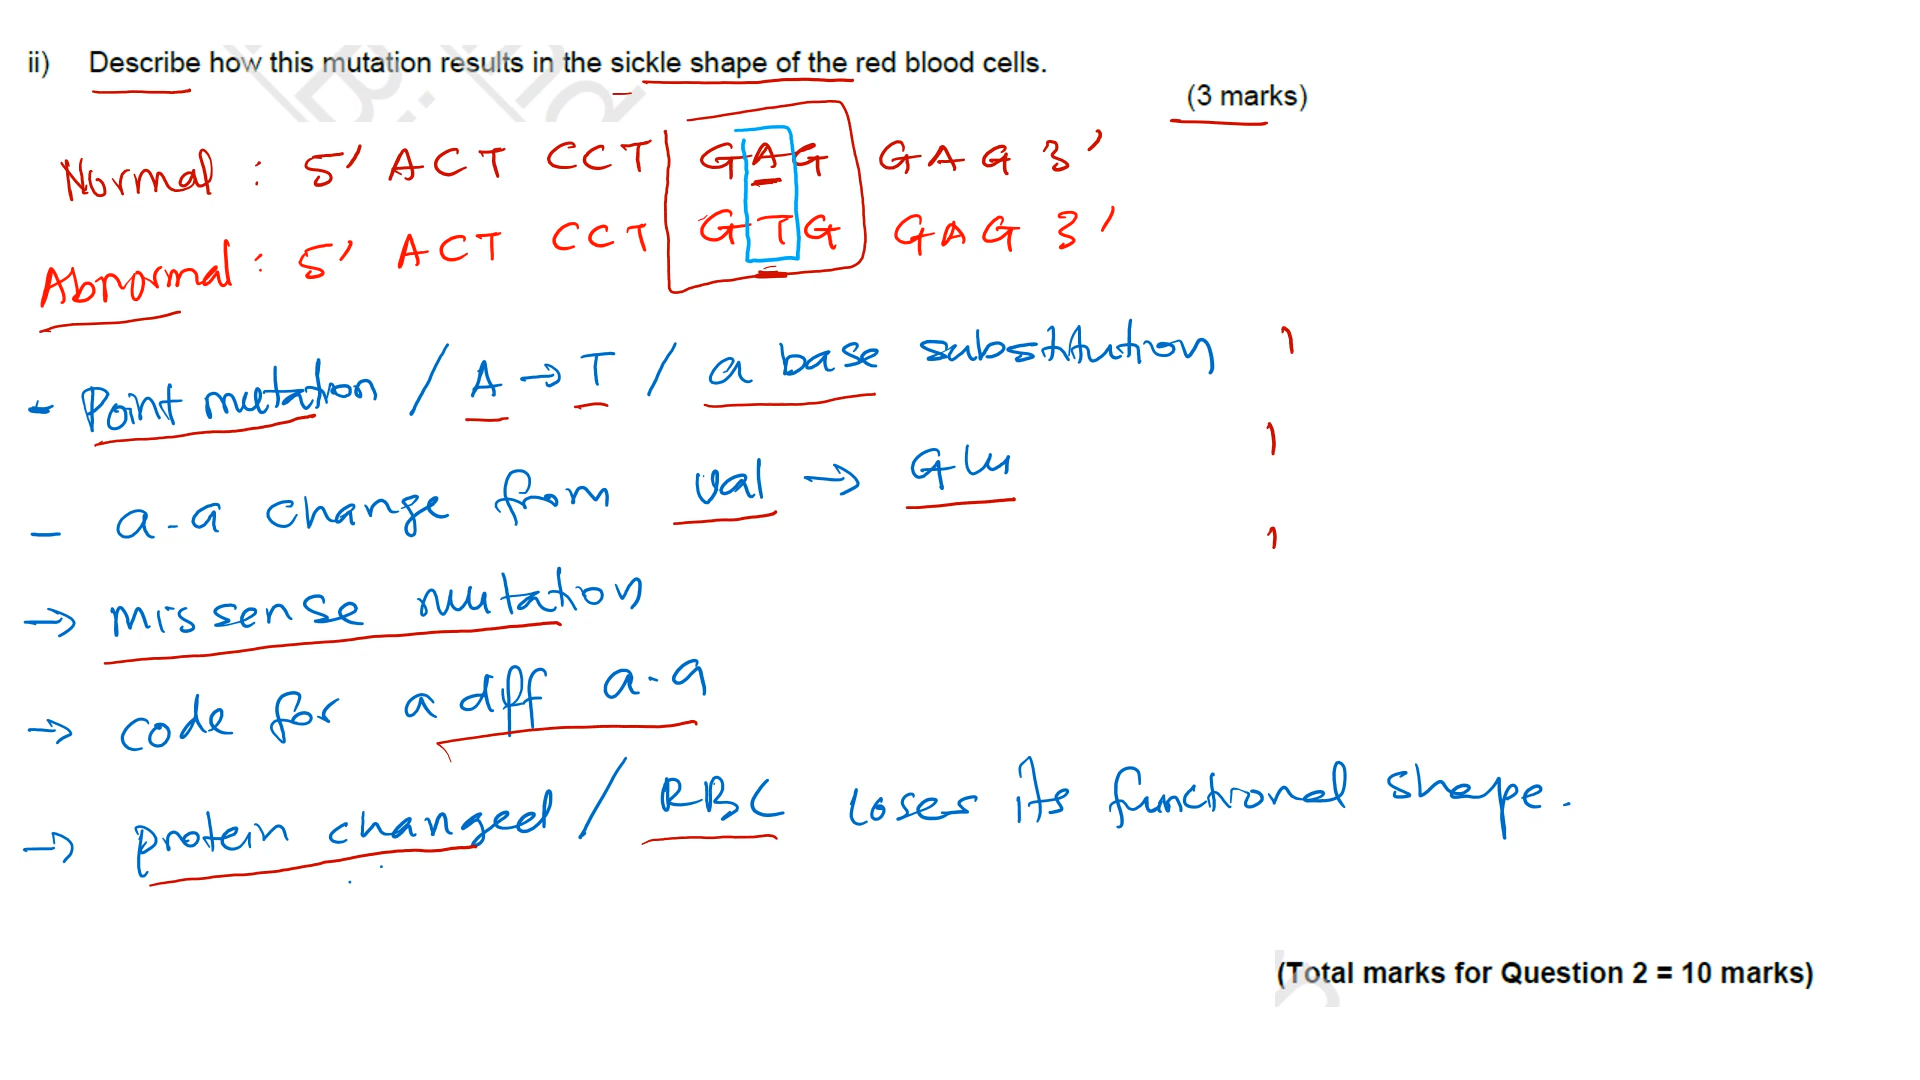 ii) Describe how this mutation results in the sickle shape of the red blood cells.
(3 marks)
Normal : 5' ACT CCT GAG GAG 3'
Abnormal : 5' ACT CCT GTG GAG 3'
- Point mutation / A → T / a base substitution 1
- a-a change from val → Glu 1
1
→ missense mutation
→ code for a diff a-a
→ protein changed / RBC loses its functional shape.
(Total marks for Question 2 = 10 marks)